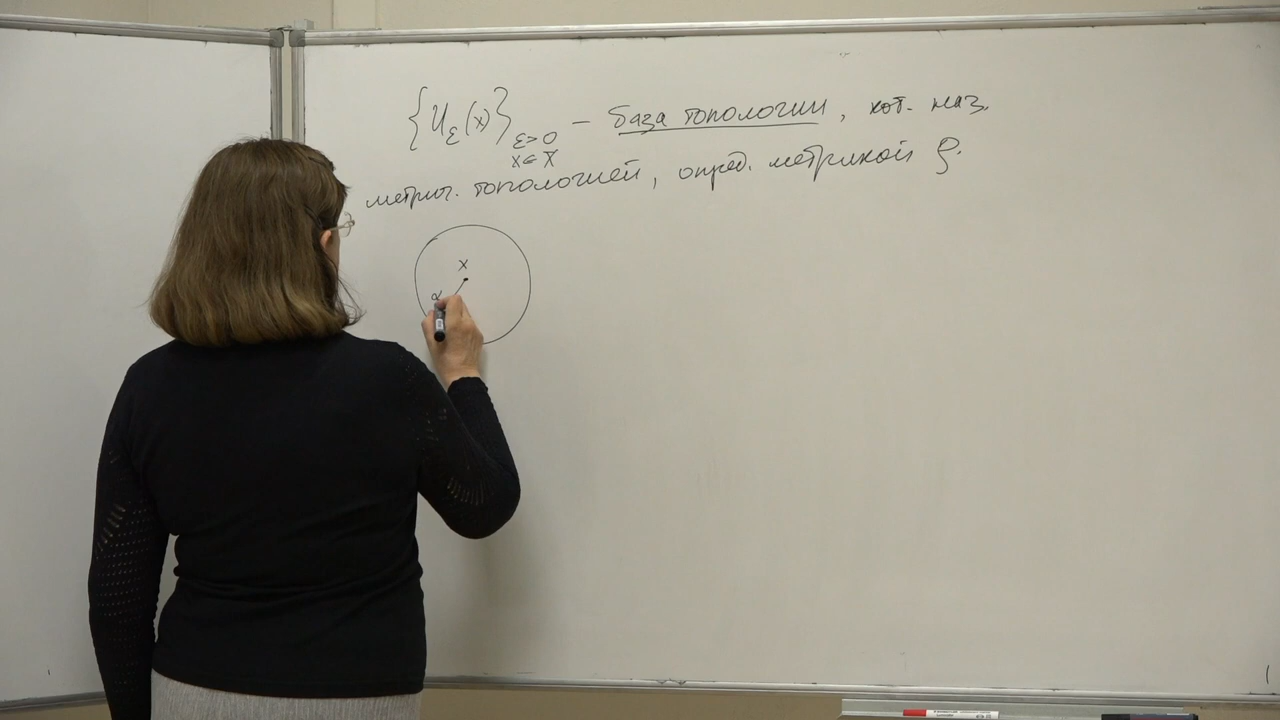 {U_ε(x)}_{ε>0 x∈X} – база топологии, кот. наз.
метрич. топологией, опред. метрикой ρ.
x